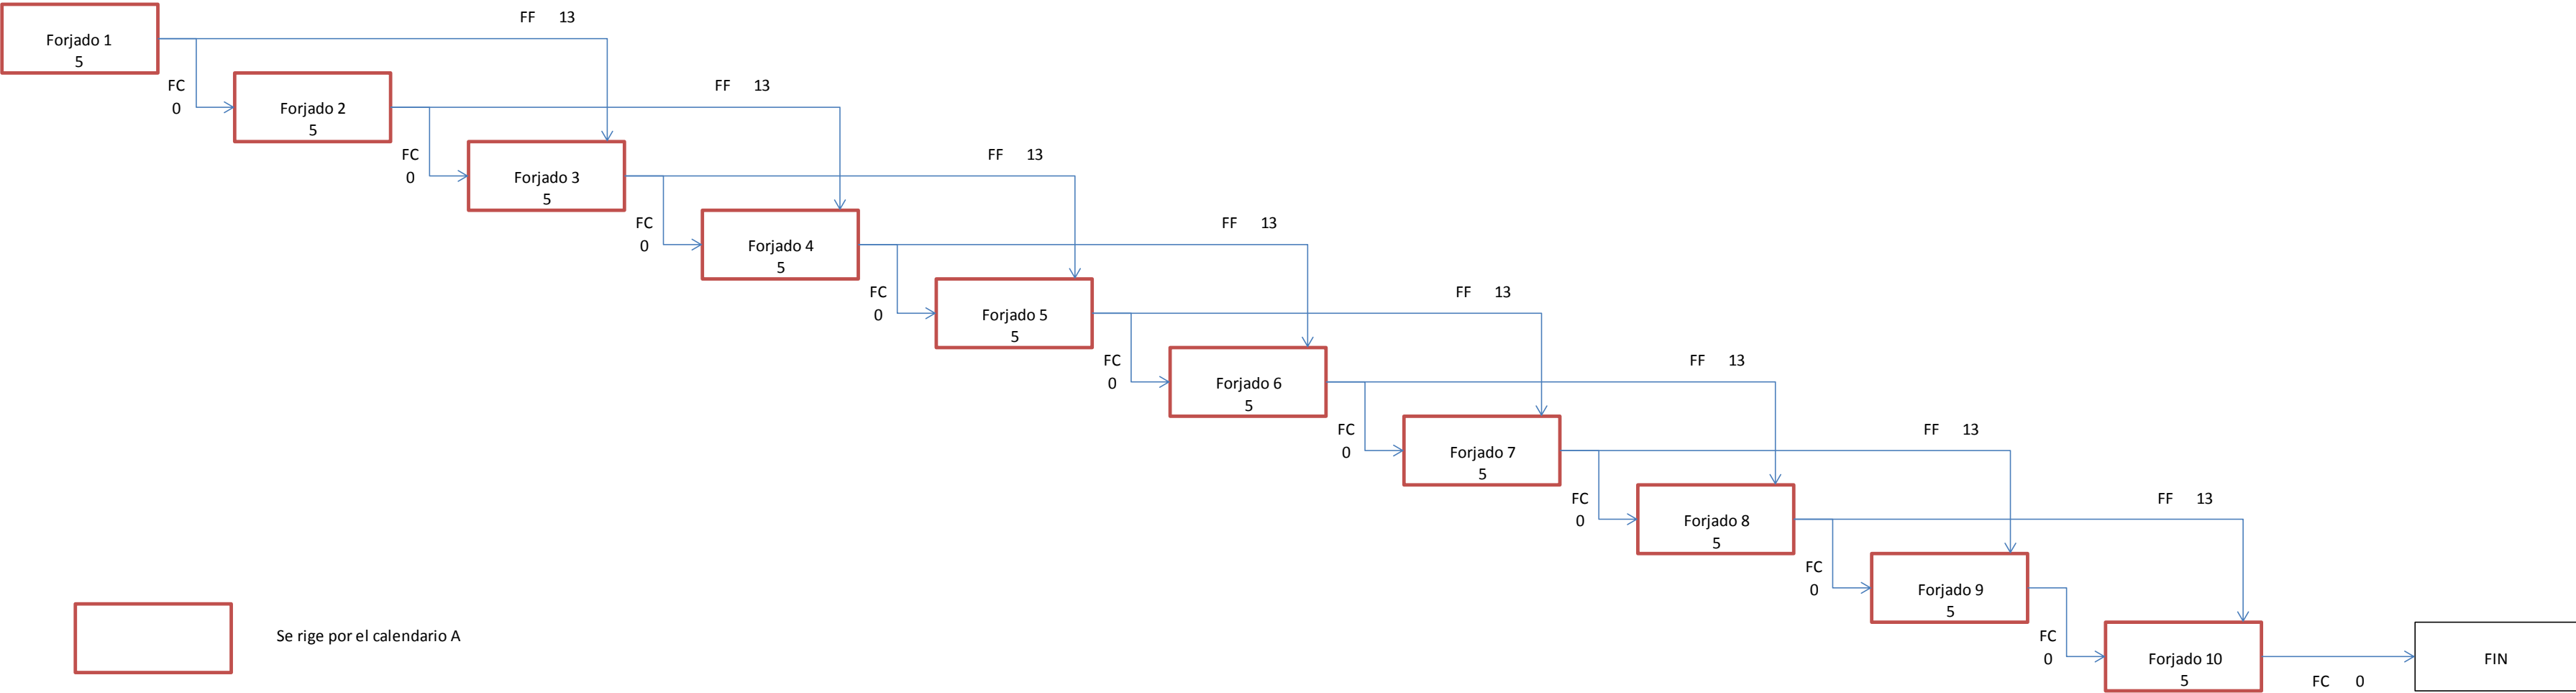 FF 13
Forjado 1
5
FC
0
FF 13
Forjado 2
5
FC
0
FF 13
Forjado 3
5
FC
0
FF 13
Forjado 4
5
FC
0
FF 13
Forjado 5
5
FC
0
FF 13
Forjado 6
5
FC
0
FF 13
Forjado 7
5
FC
0
FF 13
Forjado 8
5
FC
0
Forjado 9
5
FC
0
Forjado 10
5
FC 0
FIN
Se rige por el calendario A